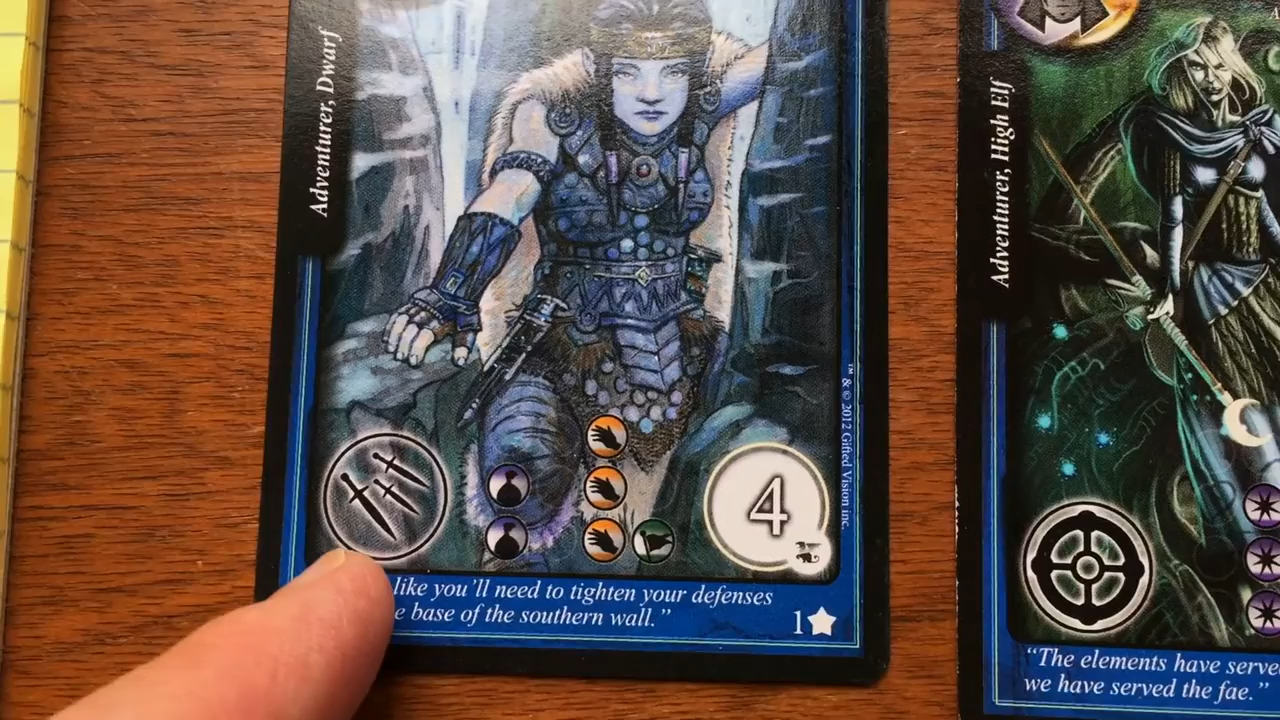 Adventurer, Dwarf
4
™ & © 2012 Gifted Vision inc.
like you'll need to tighten your defenses
base of the southern wall."
1
Adventurer, High Elf
"The elements have
we have served the fae."